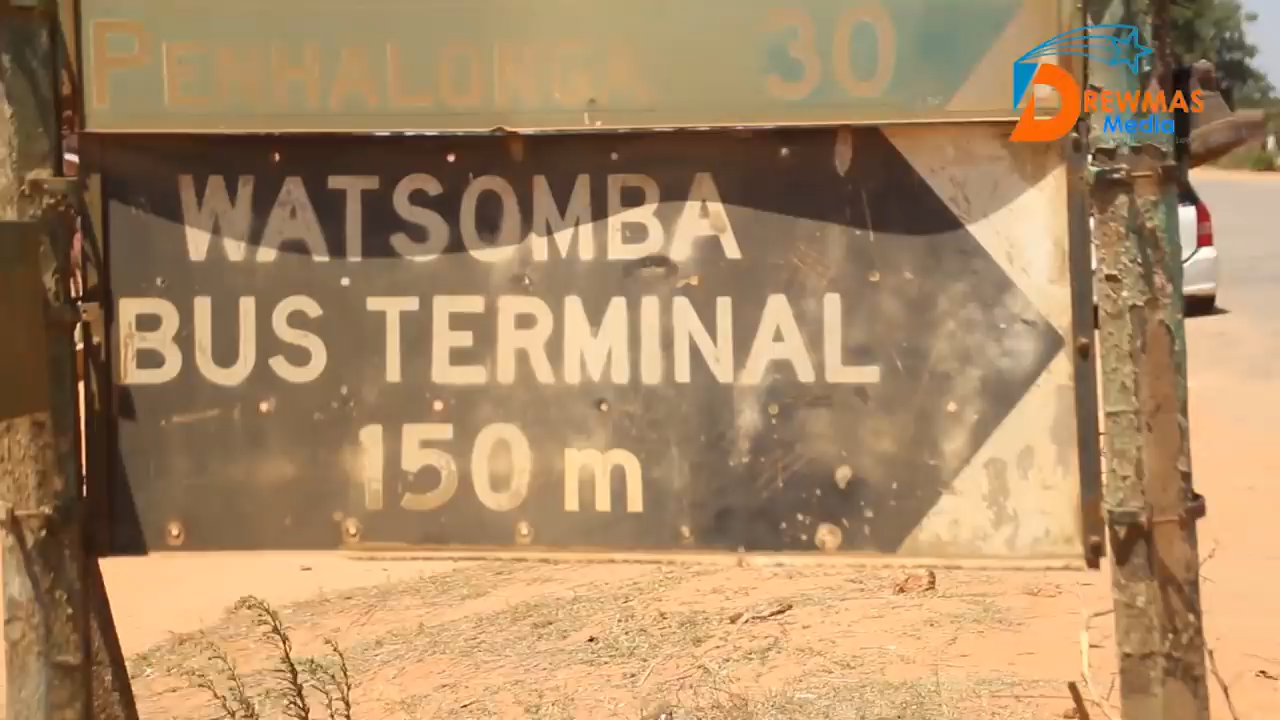 PENHALONGA 30
WATSOMBA
BUS TERMINAL
150 m
DREWMAS
Media